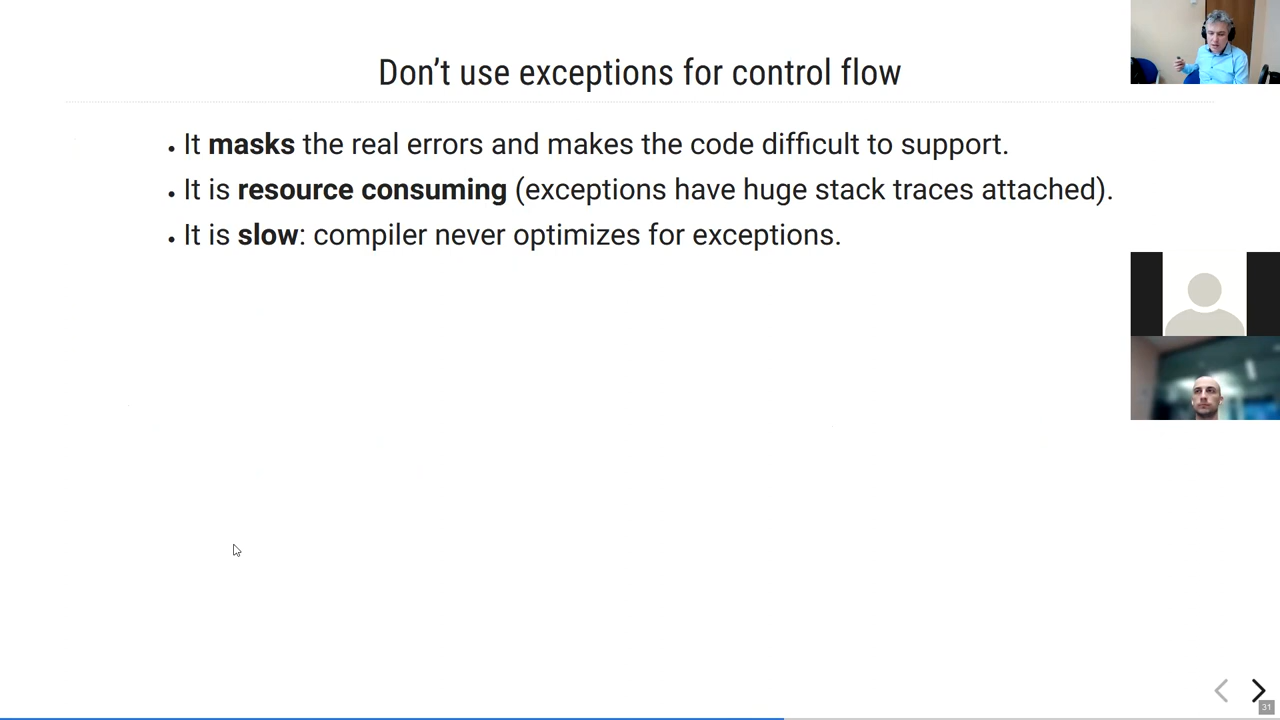 Don’t use exceptions for control flow
• It masks the real errors and makes the code difficult to support.
• It is resource consuming (exceptions have huge stack traces attached).
• It is slow: compiler never optimizes for exceptions.
31